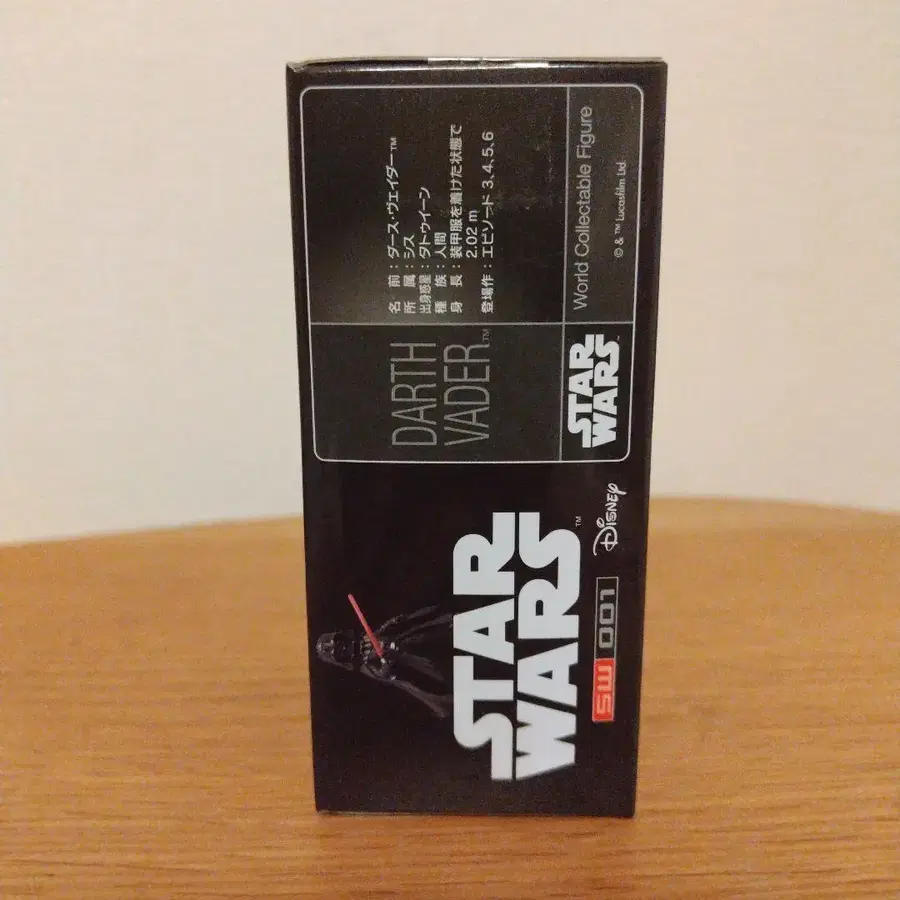 STAR
WARS™
SW 001
DISNEY
DARTH
VADER™
名 前：ダース・ヴェイダー™
所 属：シス
出身惑星：タトゥイーン
種 族：人間
身 長：装甲服を着けた状態で
2.02 m
登場作：エピソード 3、4、5、6
STAR
WARS
World Collectable Figure
© & ™ Lucasfilm Ltd.